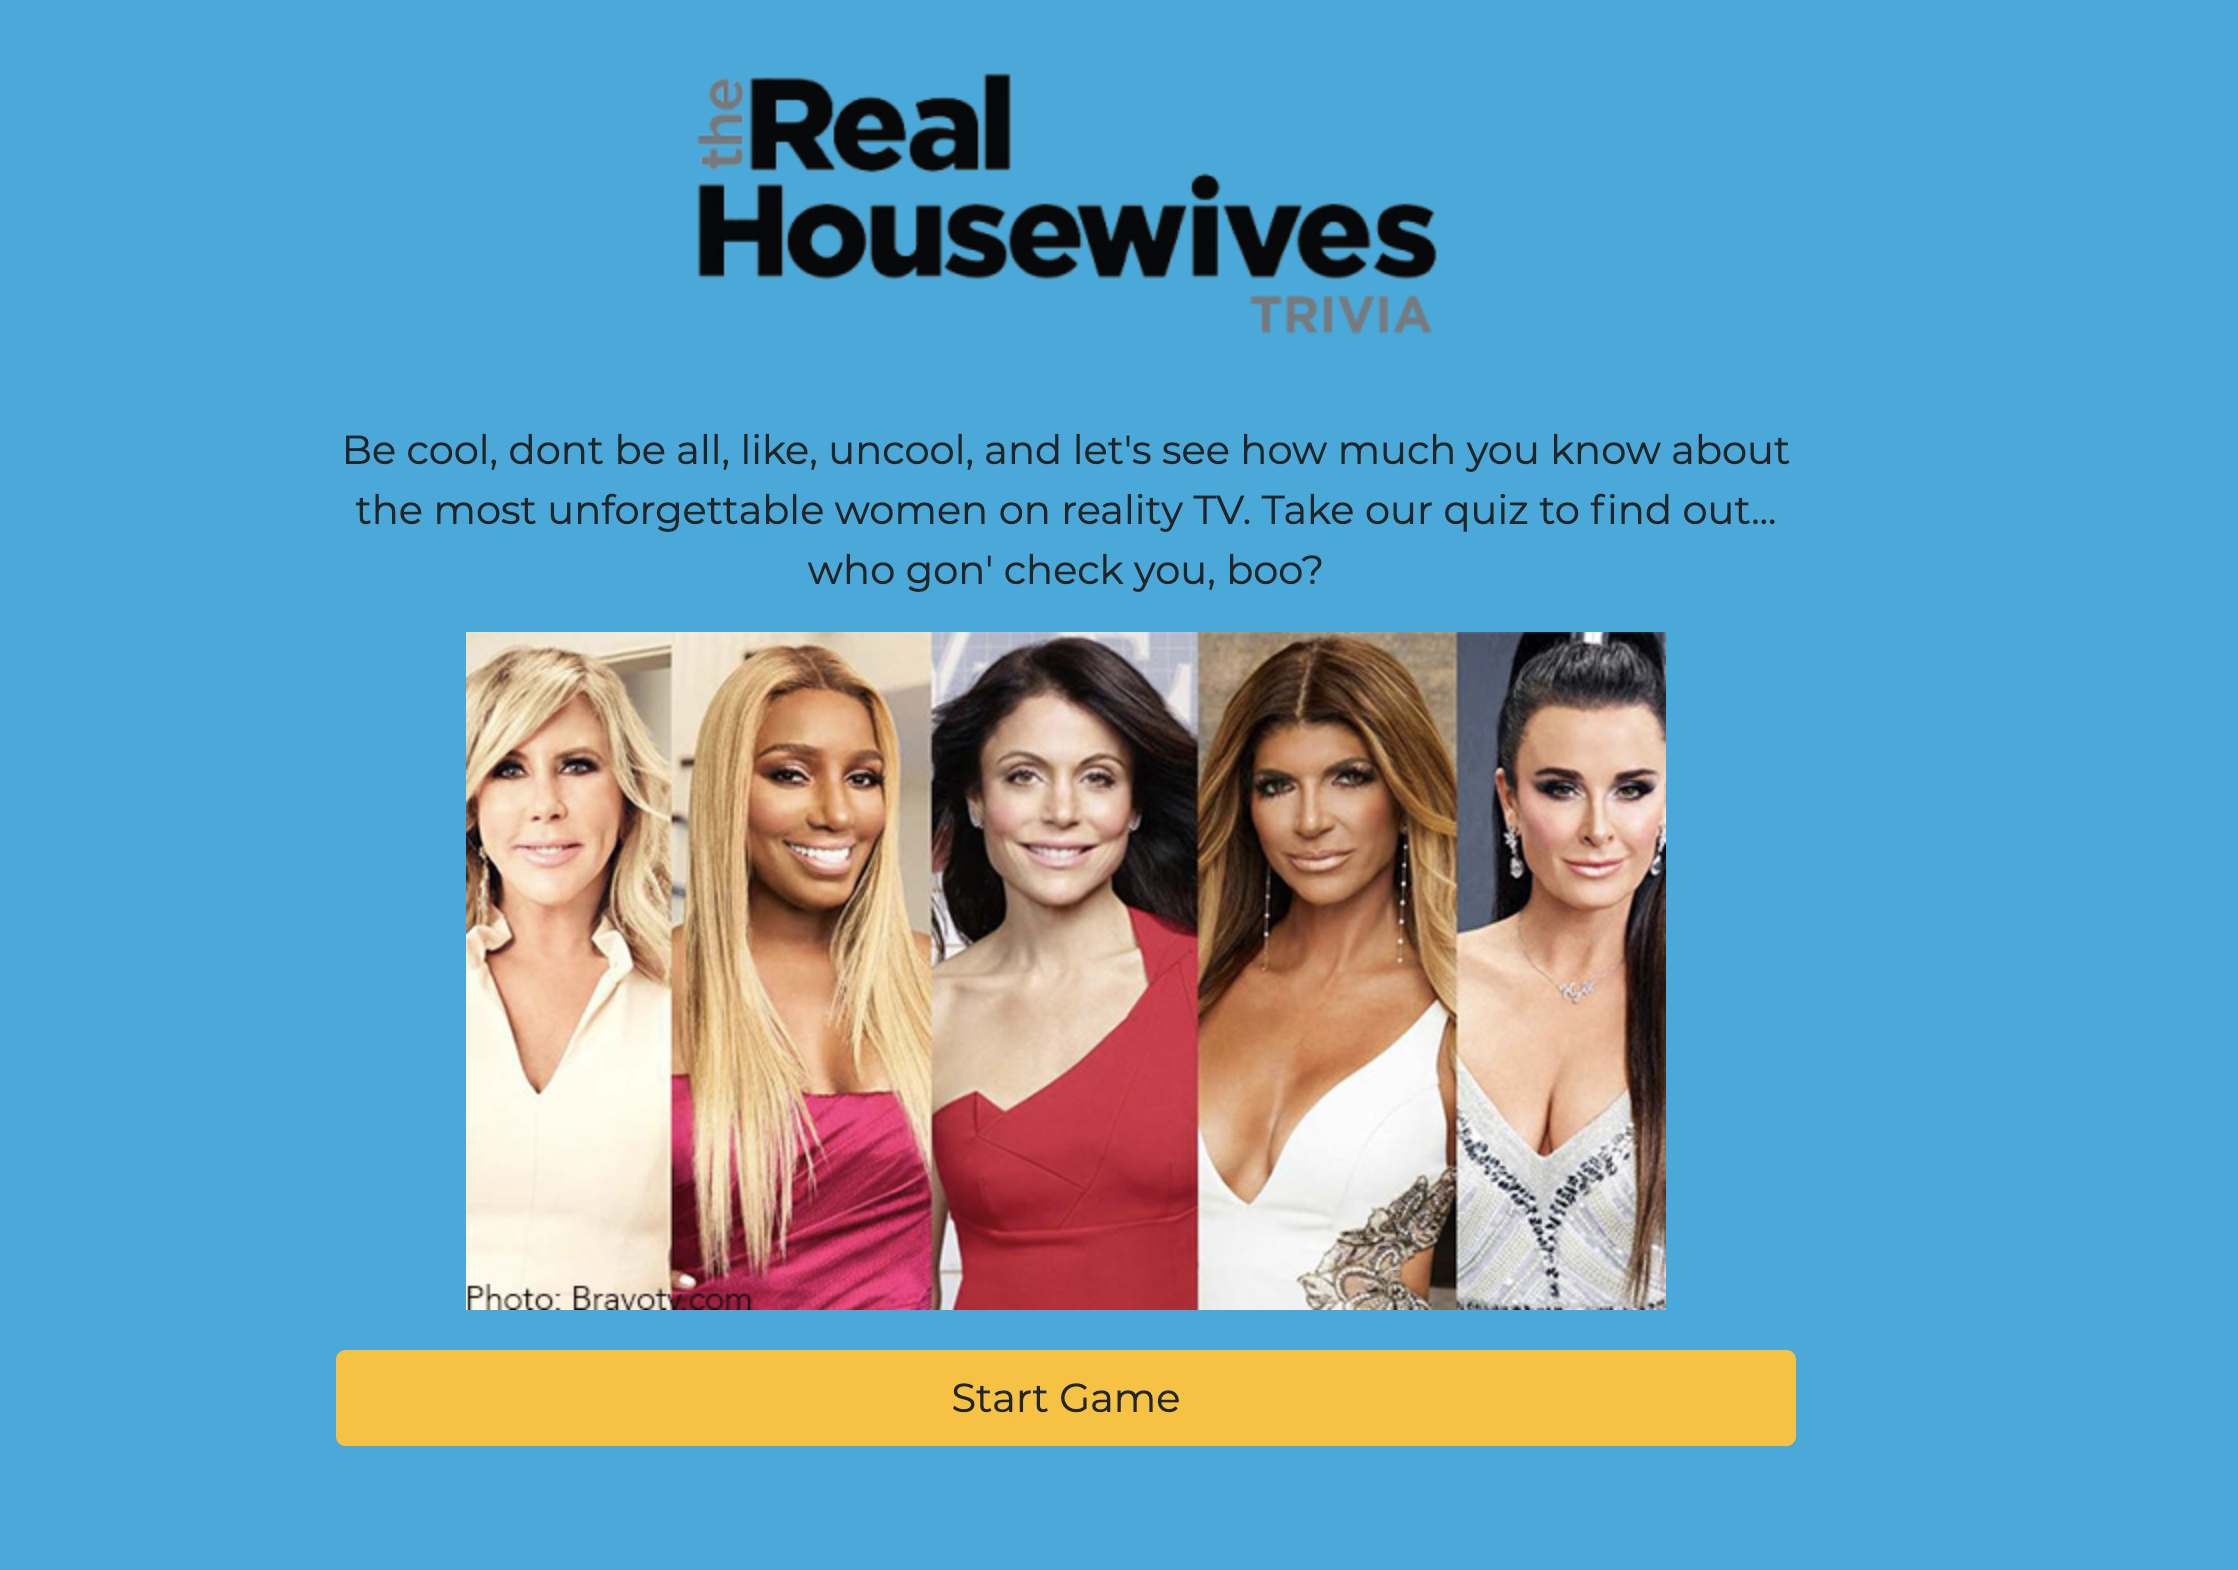 the Real
Housewives
TRIVIA
Be cool, dont be all, like, uncool, and let's see how much you know about
the most unforgettable women on reality TV. Take our quiz to find out...
who gon' check you, boo?
Kyle
Photo: Bravotv.com
Start Game